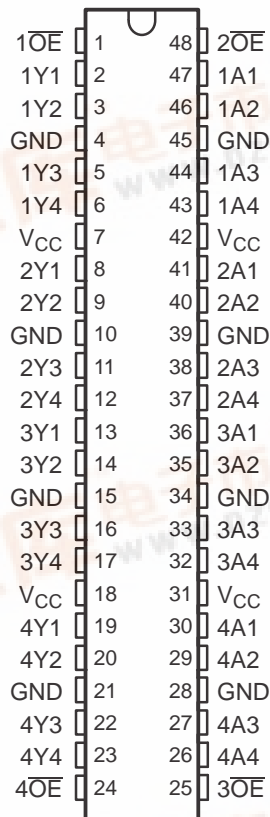 1O̅E̅ 1 48 2O̅E̅
1Y1 2 47 1A1
1Y2 3 46 1A2
GND 4 45 GND
1Y3 5 44 1A3
1Y4 6 43 1A4
VCC 7 42 VCC
2Y1 8 41 2A1
2Y2 9 40 2A2
GND 10 39 GND
2Y3 11 38 2A3
2Y4 12 37 2A4
3Y1 13 36 3A1
3Y2 14 35 3A2
GND 15 34 GND
3Y3 16 33 3A3
3Y4 17 32 3A4
VCC 18 31 VCC
4Y1 19 30 4A1
4Y2 20 29 4A2
GND 21 28 GND
4Y3 22 27 4A3
4Y4 23 26 4A4
4O̅E̅ 24 25 3O̅E̅